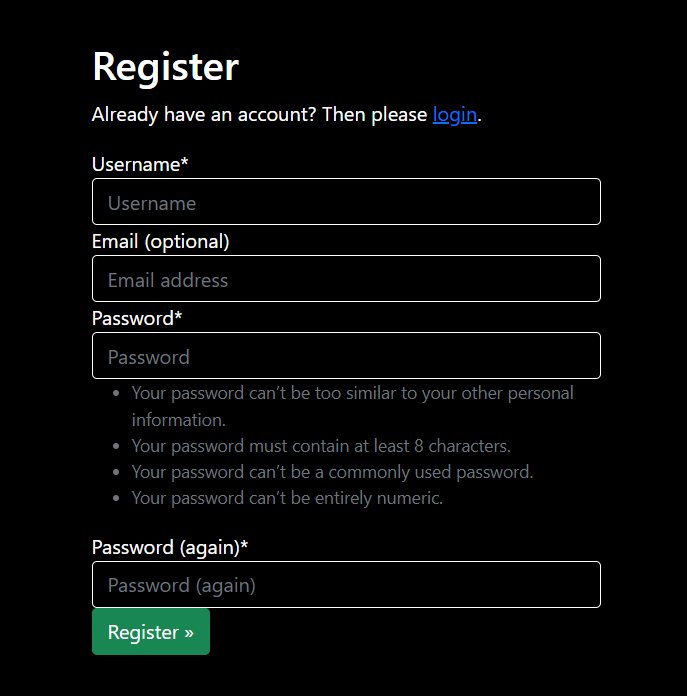 Register
Already have an account? Then please login.
Username*
Username
Email (optional)
Email address
Password*
Password
• Your password can’t be too similar to your other personal
information.
• Your password must contain at least 8 characters.
• Your password can’t be a commonly used password.
• Your password can’t be entirely numeric.
Password (again)*
Password (again)
Register »